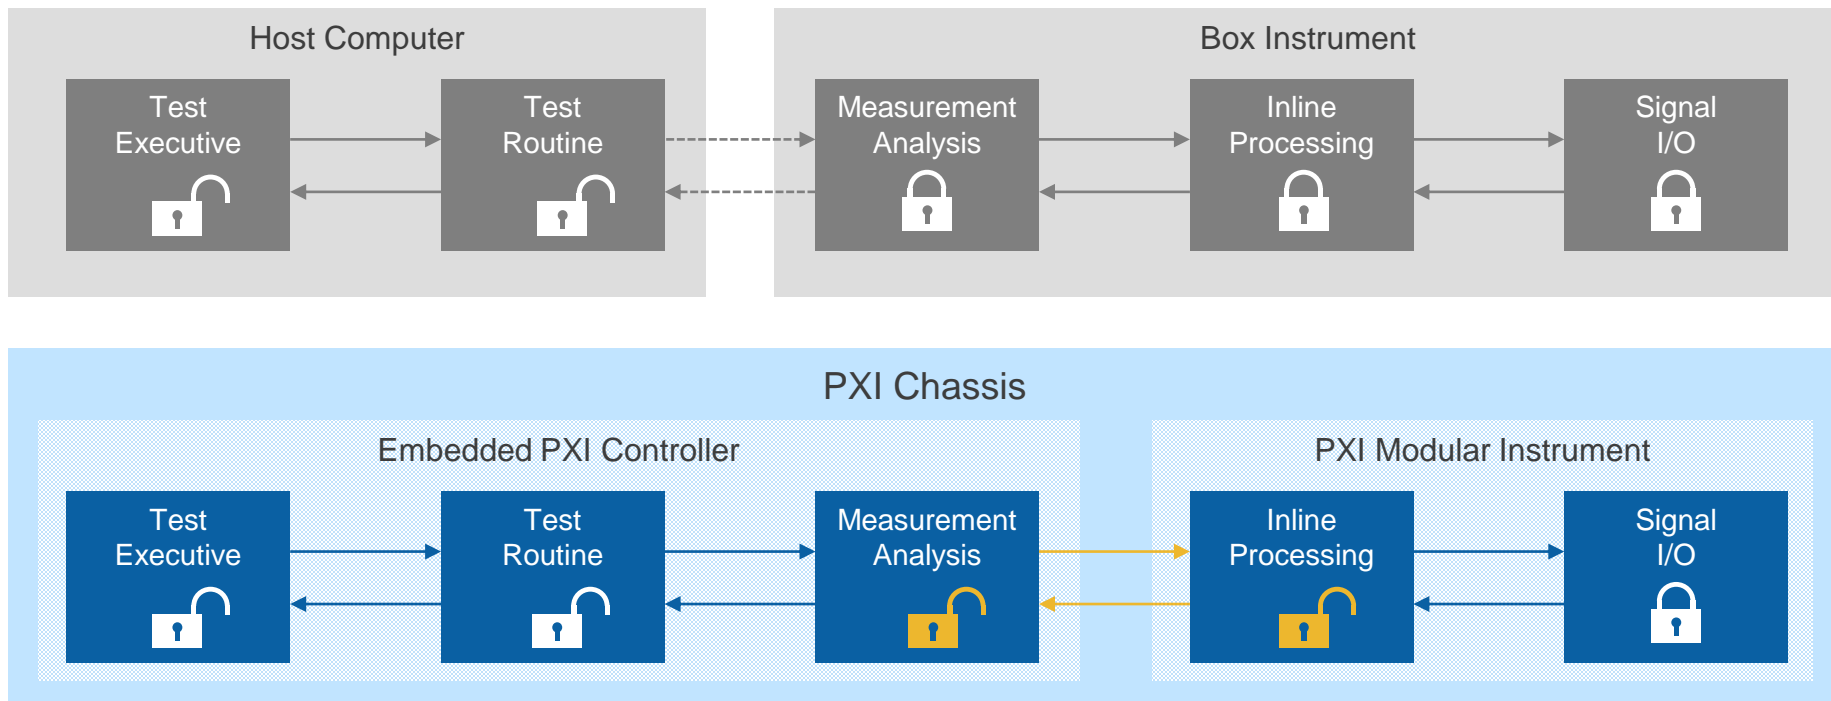 Host Computer
Box Instrument
Test
Executive
Test
Routine
Measurement
Analysis
Inline
Processing
Signal
I/O
PXI Chassis
Embedded PXI Controller
PXI Modular Instrument
Test
Executive
Test
Routine
Measurement
Analysis
Inline
Processing
Signal
I/O